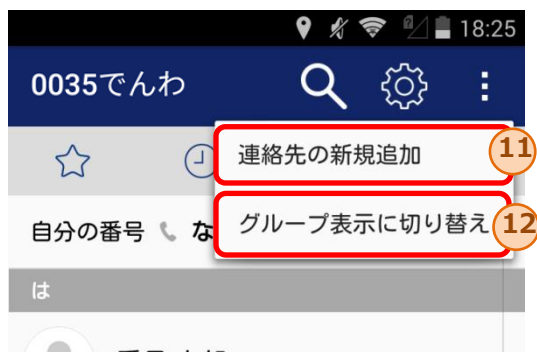 18:25
0035でんわ
連絡先の新規追加
11
グループ表示に切り替え
12
自分の番号 な
は